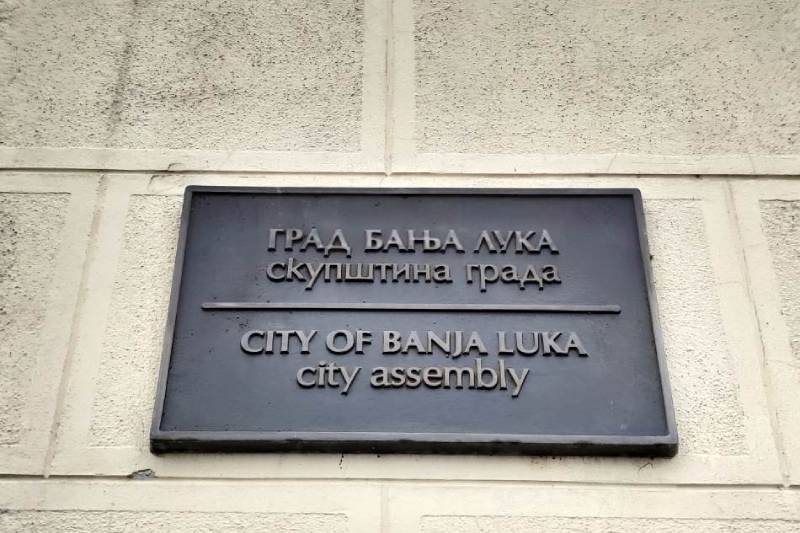 ГРАД БАЊА ЛУКА
скупштина града
CITY OF BANJA LUKA
city assembly